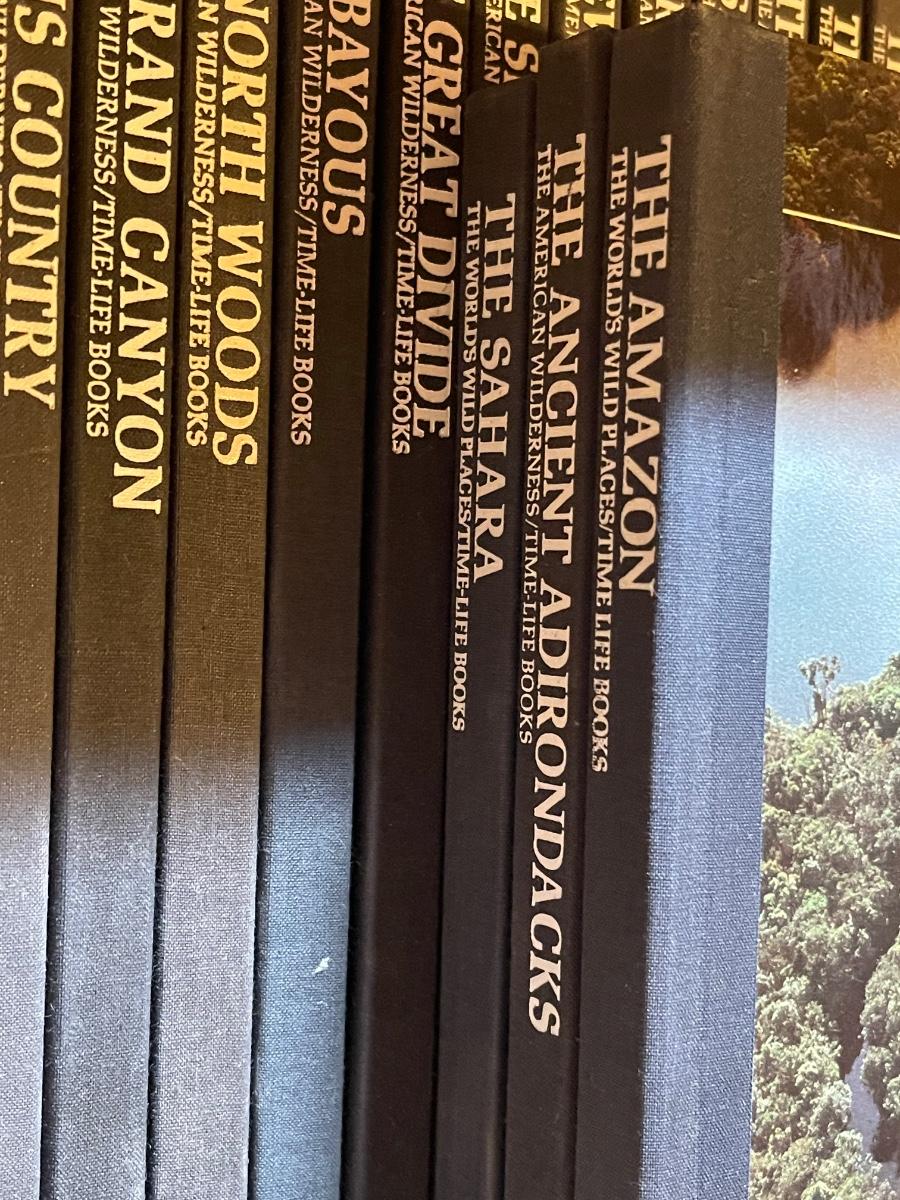 S COUNTRY
RAND CANYON
WILDERNESS/TIME-LIFE BOOKS
NORTH WOODS
AN WILDERNESS/TIME-LIFE BOOKS
BAYOUS
AN WILDERNESS/TIME-LIFE BOOKS
GREAT DIVIDE
RICAN WILDERNESS/TIME-LIFE BOOKS
THE SAHARA
THE WORLD'S WILD PLACES/TIME-LIFE BOOKS
THE ANCIENT ADIRONDACKS
THE AMERICAN WILDERNESS/TIME-LIFE BOOKS
THE AMAZON
THE WORLD'S WILD PLACES/TIME LIFE BOOKS